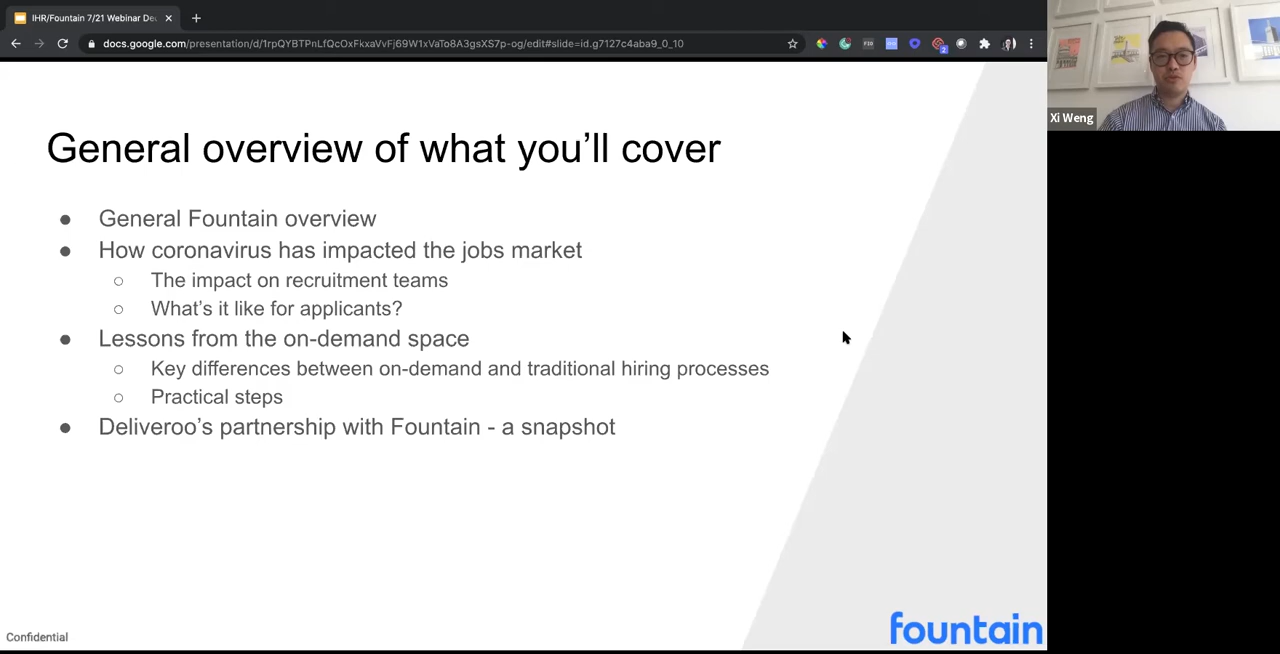 IHR/Fountain 7/21 Webinar Dec
docs.google.com/presentation/d/1rpQYBTPnLfQcOxFkxaVvFj69W1xVaTo8A3gsXS7p-og/edit#slide=id.g7127c4aba9_0_10
Xi Weng
General overview of what you'll cover
● General Fountain overview
● How coronavirus has impacted the jobs market
○ The impact on recruitment teams
○ What's it like for applicants?
● Lessons from the on-demand space
○ Key differences between on-demand and traditional hiring processes
○ Practical steps
● Deliveroo's partnership with Fountain - a snapshot
Confidential
fountain